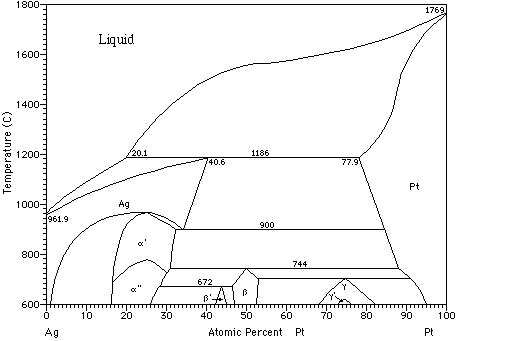 1800
1769
Liquid
1600
1400
1200
20.1
1186
40.6
77.9
Temperature (C)
1000
961.9
Ag
Pt
900
α'
800
744
α''
672
β'
β
γ'
γ
600
0 10 20 30 40 50 60 70 80 90 100
Ag Atomic Percent Pt Pt